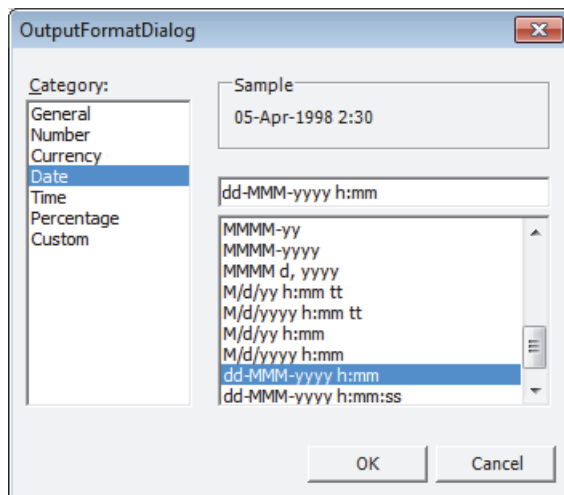 OutputFormatDialog
Category:
General
Number
Currency
Date
Time
Percentage
Custom
Sample
05-Apr-1998 2:30
dd-MMM-yyyy h:mm
MMMM-yy
MMMM-yyyy
MMMM d, yyyy
M/d/yy h:mm tt
M/d/yyyy h:mm tt
M/d/yy h:mm
M/d/yyyy h:mm
dd-MMM-yyyy h:mm
dd-MMM-yyyy h:mm:ss
OK
Cancel